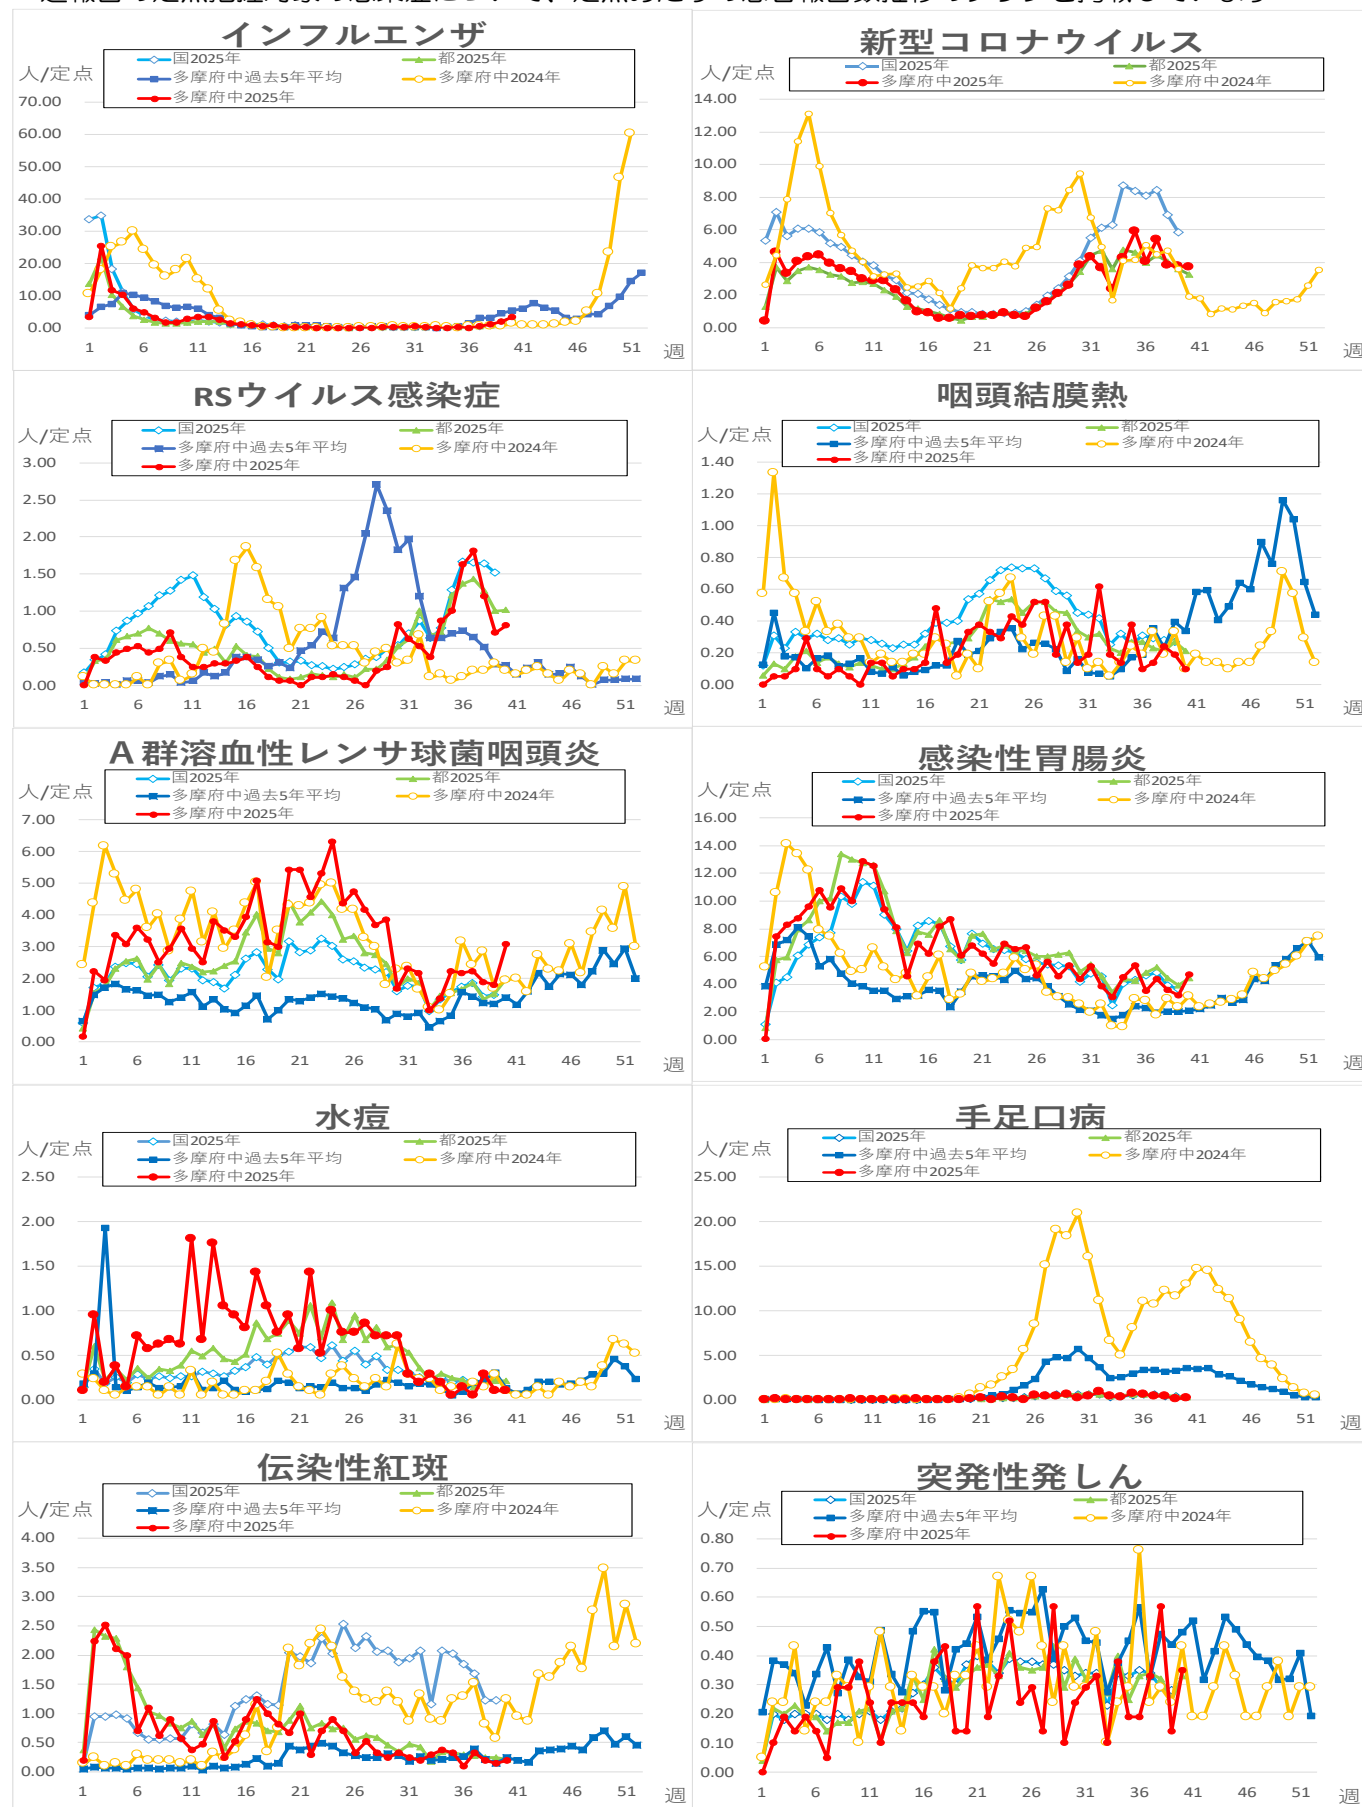 インフルエンザ
国2025年
都2025年
多摩府中過去5年平均
多摩府中2024年
多摩府中2025年
人/定点
70.00
60.00
50.00
40.00
30.00
20.00
10.00
0.00
1 6 11 16 21 26 31 36 41 46 51 週
新型コロナウイルス
国2025年
都2025年
多摩府中2025年
多摩府中2024年
人/定点
14.00
12.00
10.00
8.00
6.00
4.00
2.00
0.00
1 6 11 16 21 26 31 36 41 46 51 週
RSウイルス感染症
国2025年
都2025年
多摩府中過去5年平均
多摩府中2024年
多摩府中2025年
人/定点
3.00
2.50
2.00
1.50
1.00
0.50
0.00
1 6 11 16 21 26 31 36 41 46 51 週
咽頭結膜熱
国2025年
都2025年
多摩府中過去5年平均
多摩府中2024年
多摩府中2025年
人/定点
1.40
1.20
1.00
0.80
0.60
0.40
0.20
0.00
1 6 11 16 21 26 31 36 41 46 51 週
A群溶血性レンサ球菌咽頭炎
国2025年
都2025年
多摩府中過去5年平均
多摩府中2024年
多摩府中2025年
人/定点
7.00
6.00
5.00
4.00
3.00
2.00
1.00
0.00
1 6 11 16 21 26 31 36 41 46 51 週
感染性胃腸炎
国2025年
都2025年
多摩府中過去5年平均
多摩府中2024年
多摩府中2025年
人/定点
16.00
14.00
12.00
10.00
8.00
6.00
4.00
2.00
0.00
1 6 11 16 21 26 31 36 41 46 51 週
水痘
国2025年
都2025年
多摩府中過去5年平均
多摩府中2024年
多摩府中2025年
人/定点
2.50
2.00
1.50
1.00
0.50
0.00
1 6 11 16 21 26 31 36 41 46 51 週
手足口病
国2025年
都2025年
多摩府中過去5年平均
多摩府中2024年
多摩府中2025年
人/定点
25.00
20.00
15.00
10.00
5.00
0.00
1 6 11 16 21 26 31 36 41 46 51 週
伝染性紅斑
国2025年
都2025年
多摩府中過去5年平均
多摩府中2024年
多摩府中2025年
人/定点
4.00
3.50
3.00
2.50
2.00
1.50
1.00
0.50
0.00
1 6 11 16 21 26 31 36 41 46 51 週
突発性発しん
国2025年
都2025年
多摩府中過去5年平均
多摩府中2024年
多摩府中2025年
人/定点
0.80
0.70
0.60
0.50
0.40
0.30
0.20
0.10
0.00
1 6 11 16 21 26 31 36 41 46 51 週